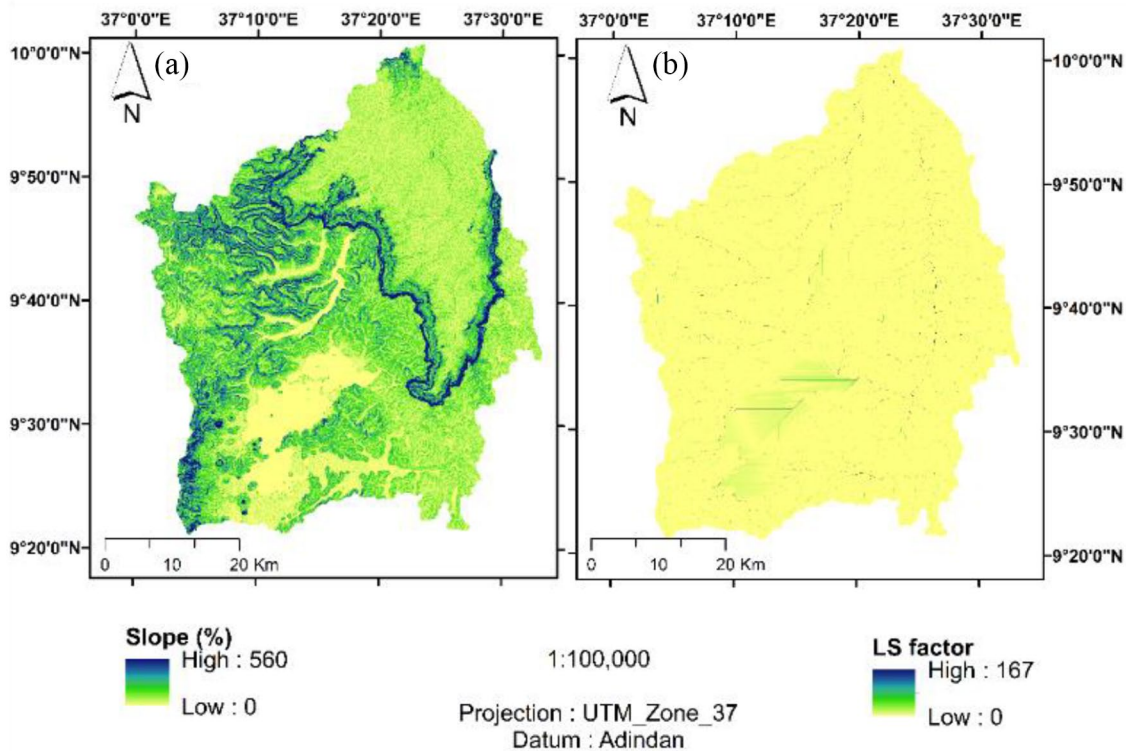 37°0'0"E 37°10'0"E 37°20'0"E 37°30'0"E
37°0'0"E 37°10'0"E 37°20'0"E 37°30'0"E
10°0'0"N
9°50'0"N
9°40'0"N
9°30'0"N
9°20'0"N
(a)
N
0 10 20 Km
(b)
N
0 10 20 Km
10°0'0"N
9°50'0"N
9°40'0"N
9°30'0"N
9°20'0"N
Slope (%)
High : 560
Low : 0
1:100,000
Projection : UTM_Zone_37
Datum : Adindan
LS factor
High : 167
Low : 0